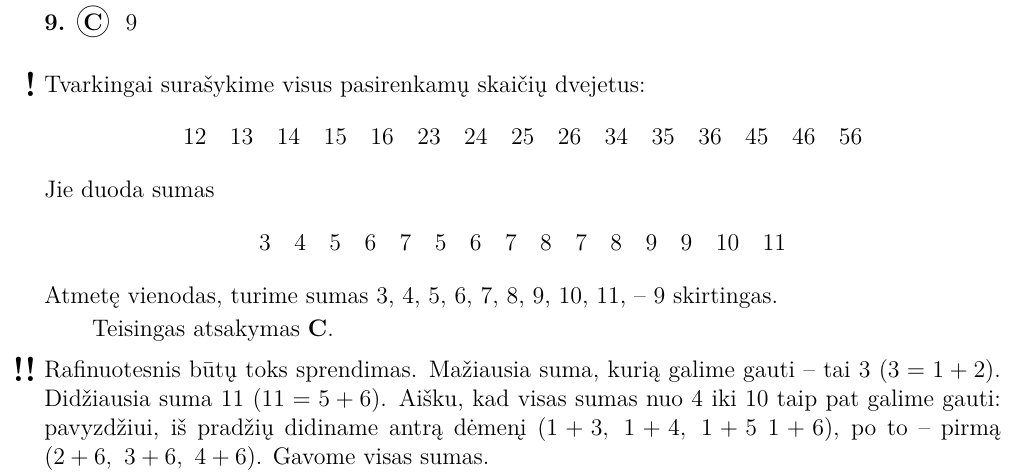 9. C 9
! Tvarkingai surašykime visus pasirenkamų skaičių dvejetus:
12 13 14 15 16 23 24 25 26 34 35 36 45 46 56
Jie duoda sumas
3 4 5 6 7 5 6 7 8 7 8 9 9 10 11
Atmetę vienodas, turime sumas 3, 4, 5, 6, 7, 8, 9, 10, 11, – 9 skirtingas.
Teisingas atsakymas C.
!! Rafinuotesnis būtų toks sprendimas. Mažiausia suma, kurią galime gauti – tai 3 (3 = 1 + 2).
Didžiausia suma 11 (11 = 5 + 6). Aišku, kad visas sumas nuo 4 iki 10 taip pat galime gauti:
pavyzdžiui, iš pradžių didiname antrą dėmenį (1 + 3, 1 + 4, 1 + 5 1 + 6), po to – pirmą
(2 + 6, 3 + 6, 4 + 6). Gavome visas sumas.